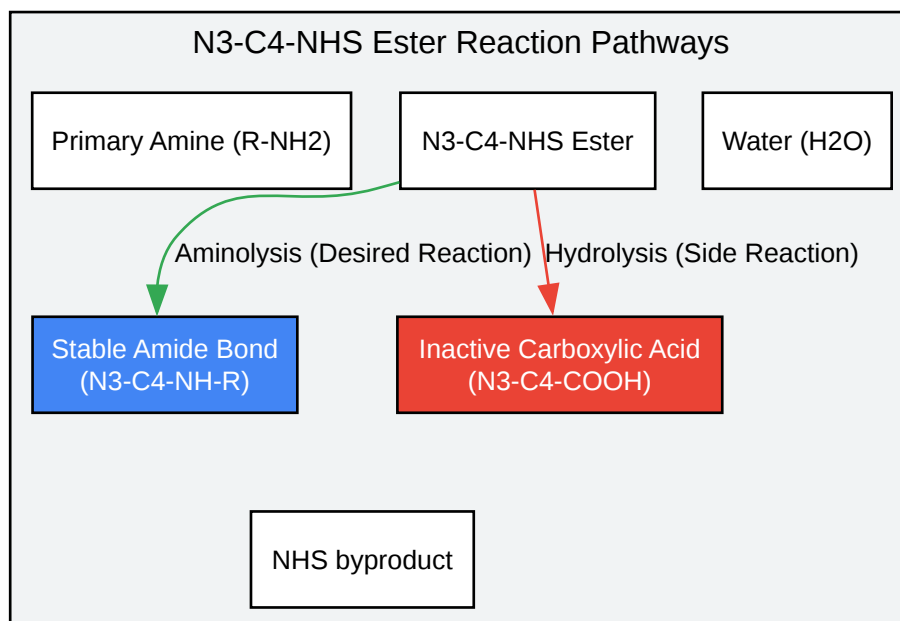 N3-C4-NHS Ester Reaction Pathways
Primary Amine (R-NH2)
N3-C4-NHS Ester
Water (H2O)
Aminolysis (Desired Reaction)
Hydrolysis (Side Reaction)
Stable Amide Bond
(N3-C4-NH-R)
Inactive Carboxylic Acid
(N3-C4-COOH)
NHS byproduct